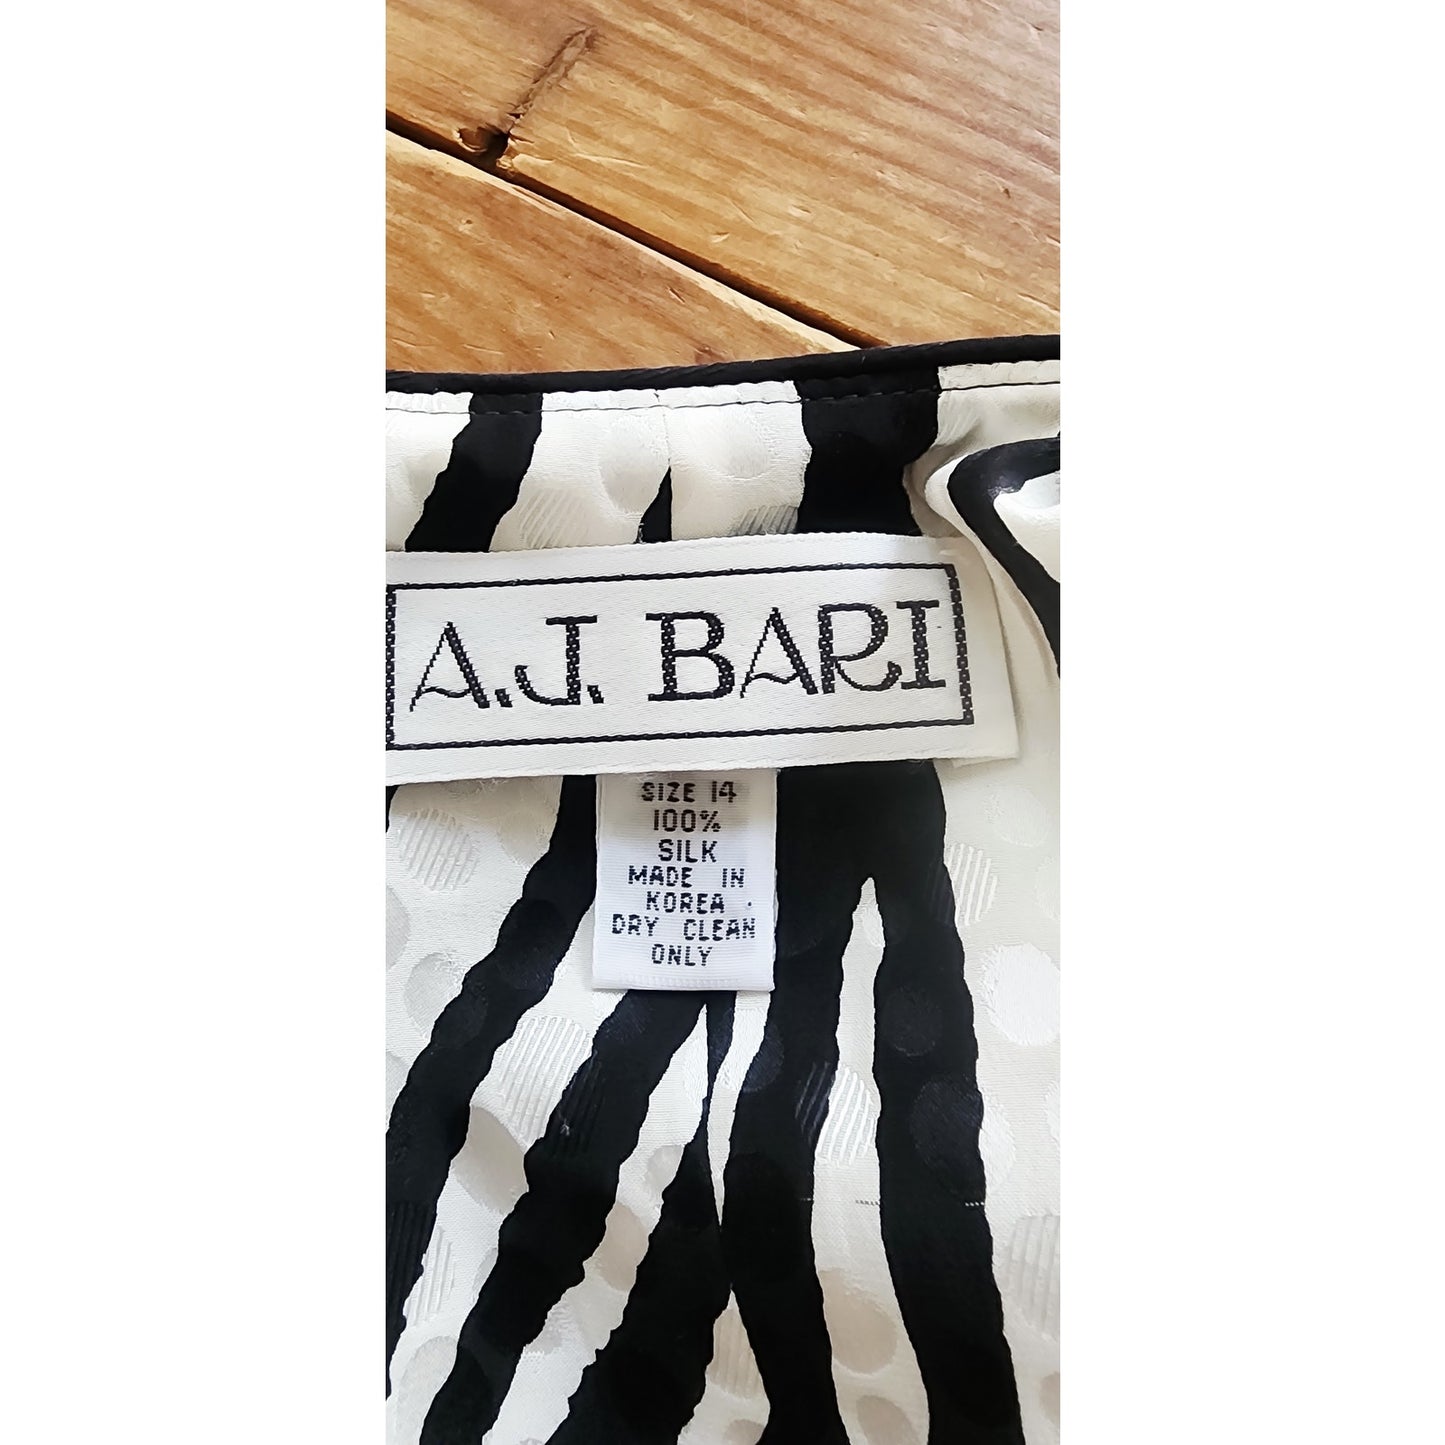 A.J. BARI
SIZE 14
100%
SILK
MADE IN
KOREA
DRY CLEAN
ONLY